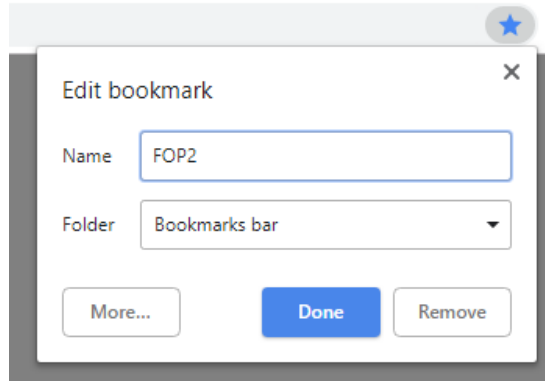 Edit bookmark
Name FOP2
Folder Bookmarks bar
More... Done Remove